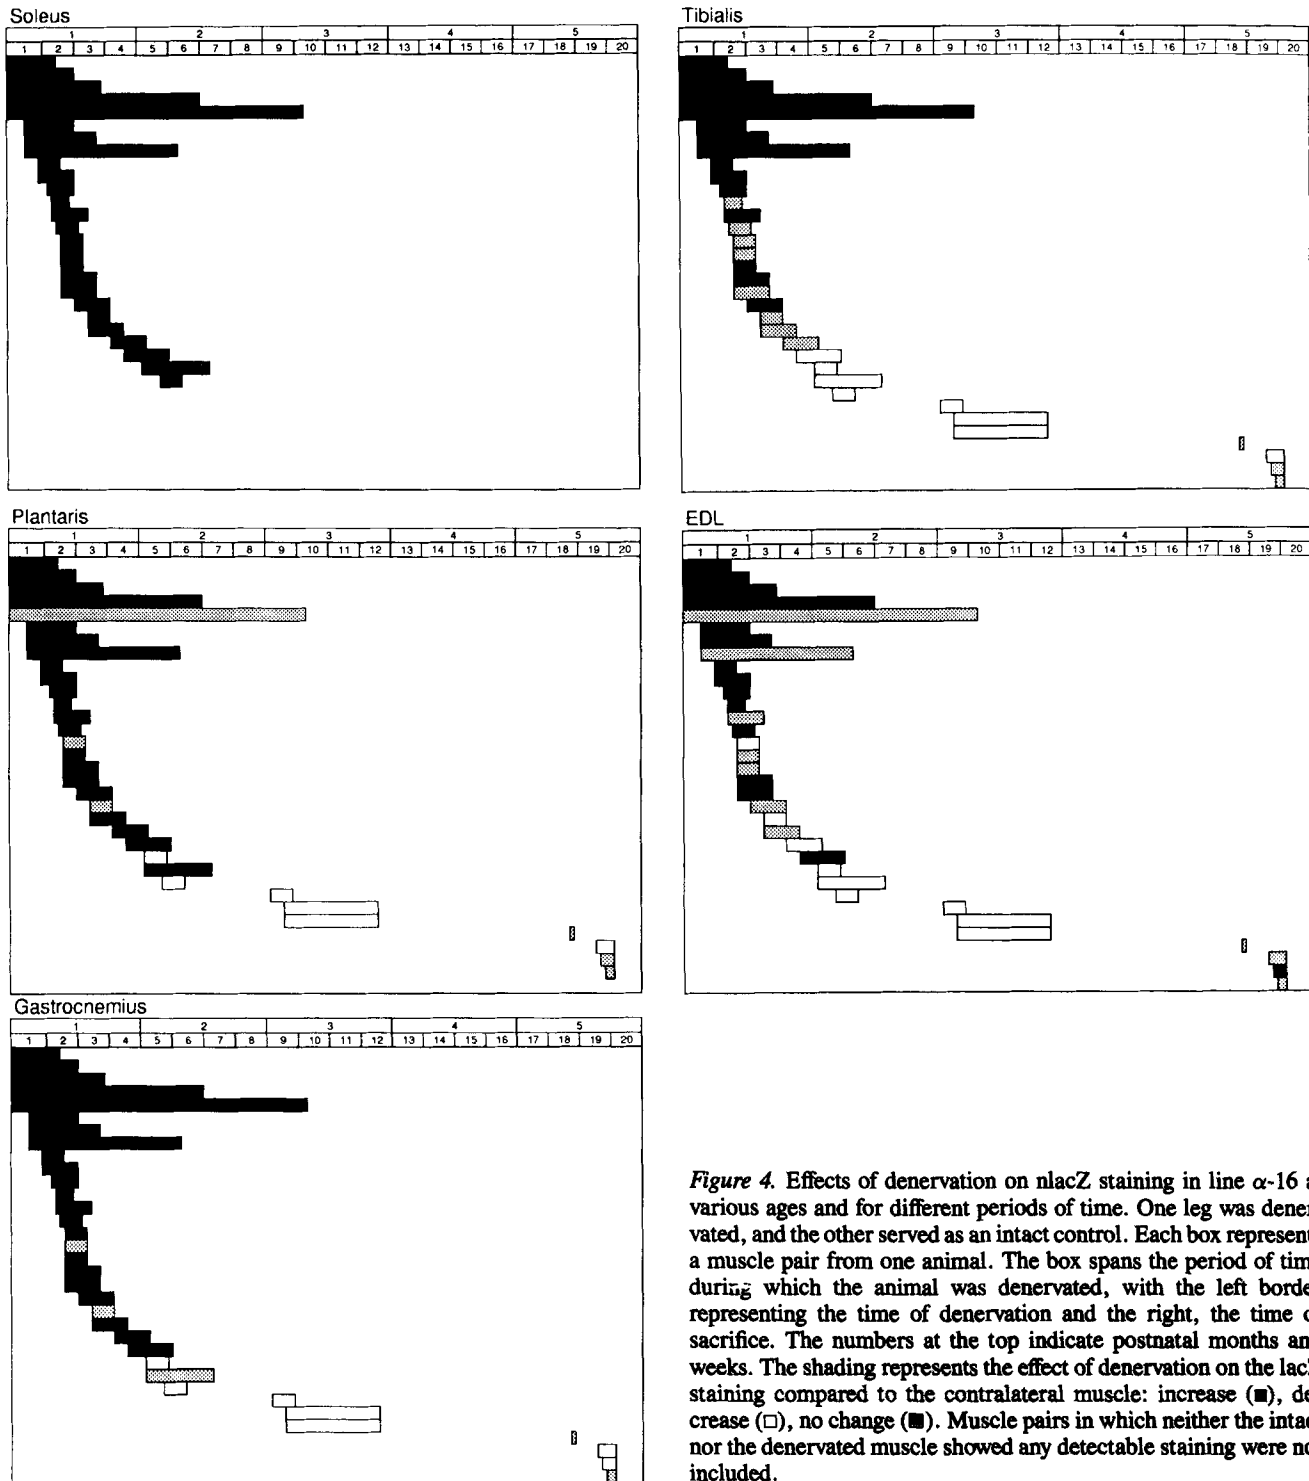 Soleus
1 2 3 4 5
1 2 3 4 5 6 7 8 9 10 11 12 13 14 15 16 17 18 19 20
Tibialis
1 2 3 4 5
1 2 3 4 5 6 7 8 9 10 11 12 13 14 15 16 17 18 19 20
Plantaris
1 2 3 4 5
1 2 3 4 5 6 7 8 9 10 11 12 13 14 15 16 17 18 19 20
EDL
1 2 3 4 5
1 2 3 4 5 6 7 8 9 10 11 12 13 14 15 16 17 18 19 20
Gastrocnemius
1 2 3 4 5
1 2 3 4 5 6 7 8 9 10 11 12 13 14 15 16 17 18 19 20
Figure 4. Effects of denervation on nlacZ staining in line α-16 a
various ages and for different periods of time. One leg was dener
vated, and the other served as an intact control. Each box represent
a muscle pair from one animal. The box spans the period of tim
during which the animal was denervated, with the left borde
representing the time of denervation and the right, the time o
sacrifice. The numbers at the top indicate postnatal months an
weeks. The shading represents the effect of denervation on the lac
staining compared to the contralateral muscle: increase (■), de
crease (□), no change (■). Muscle pairs in which neither the intac
nor the denervated muscle showed any detectable staining were no
included.